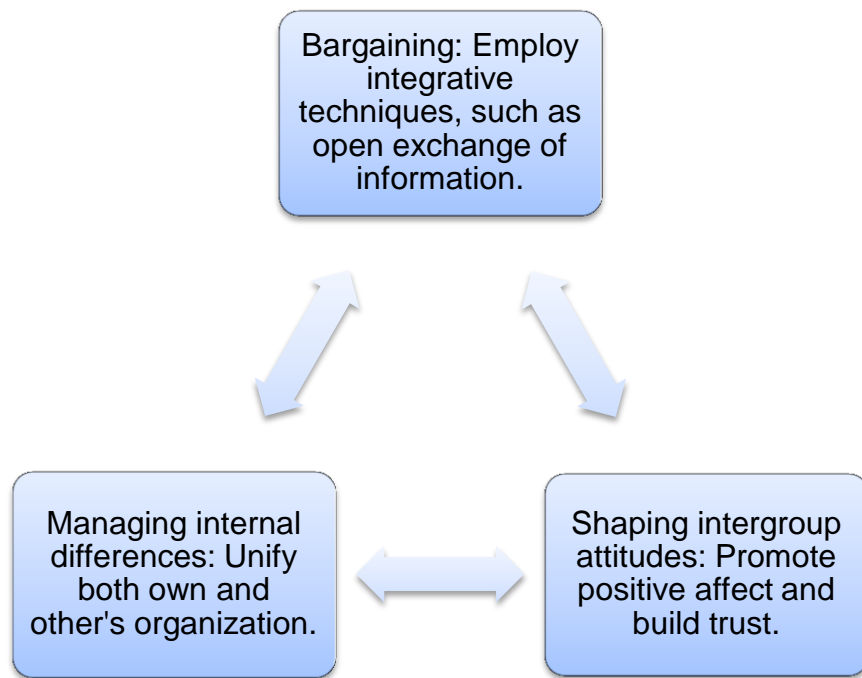 Bargaining: Employ
integrative
techniques, such as
open exchange of
information.
Managing internal
differences: Unify
both own and
other's organization.
Shaping intergroup
attitudes: Promote
positive affect and
build trust.